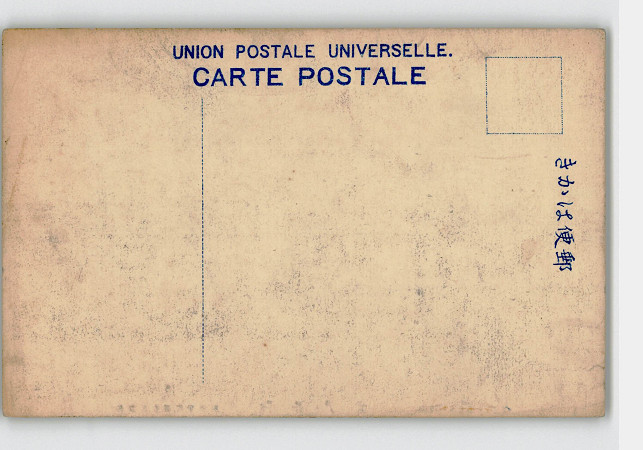 UNION POSTALE UNIVERSELLE.
CARTE POSTALE
郵便はかき